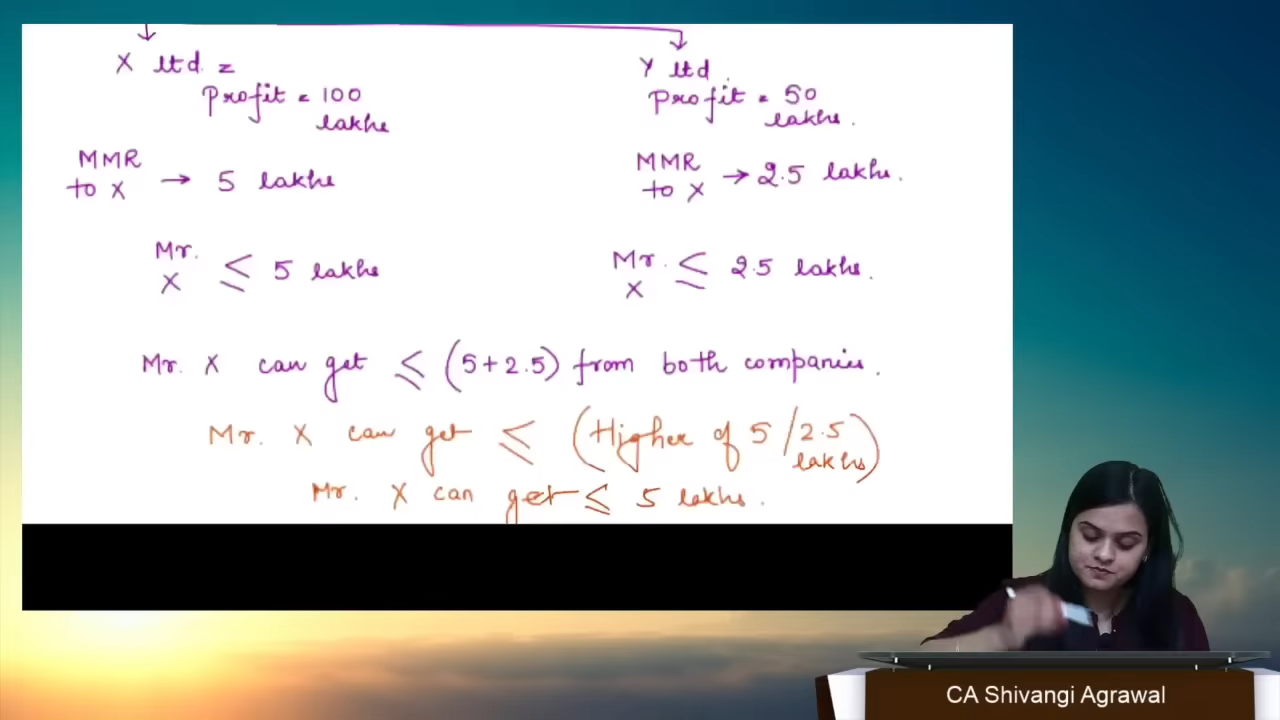 X ltd =
Profit = 100
lakhs
MMR
to X → 5 lakhs
Mr.
X ≤ 5 lakhs
Y ltd.
Profit = 50
lakhs.
MMR
to X → 2.5 lakhs.
Mr.
X ≤ 2.5 lakhs.
Mr. X can get ≤ (5+2.5) from both companies.
Mr. X can get ≤ (Higher of 5/2.5
lakhs)
Mr. X can get ≤ 5 lakhs.
CA Shivangi Agrawal